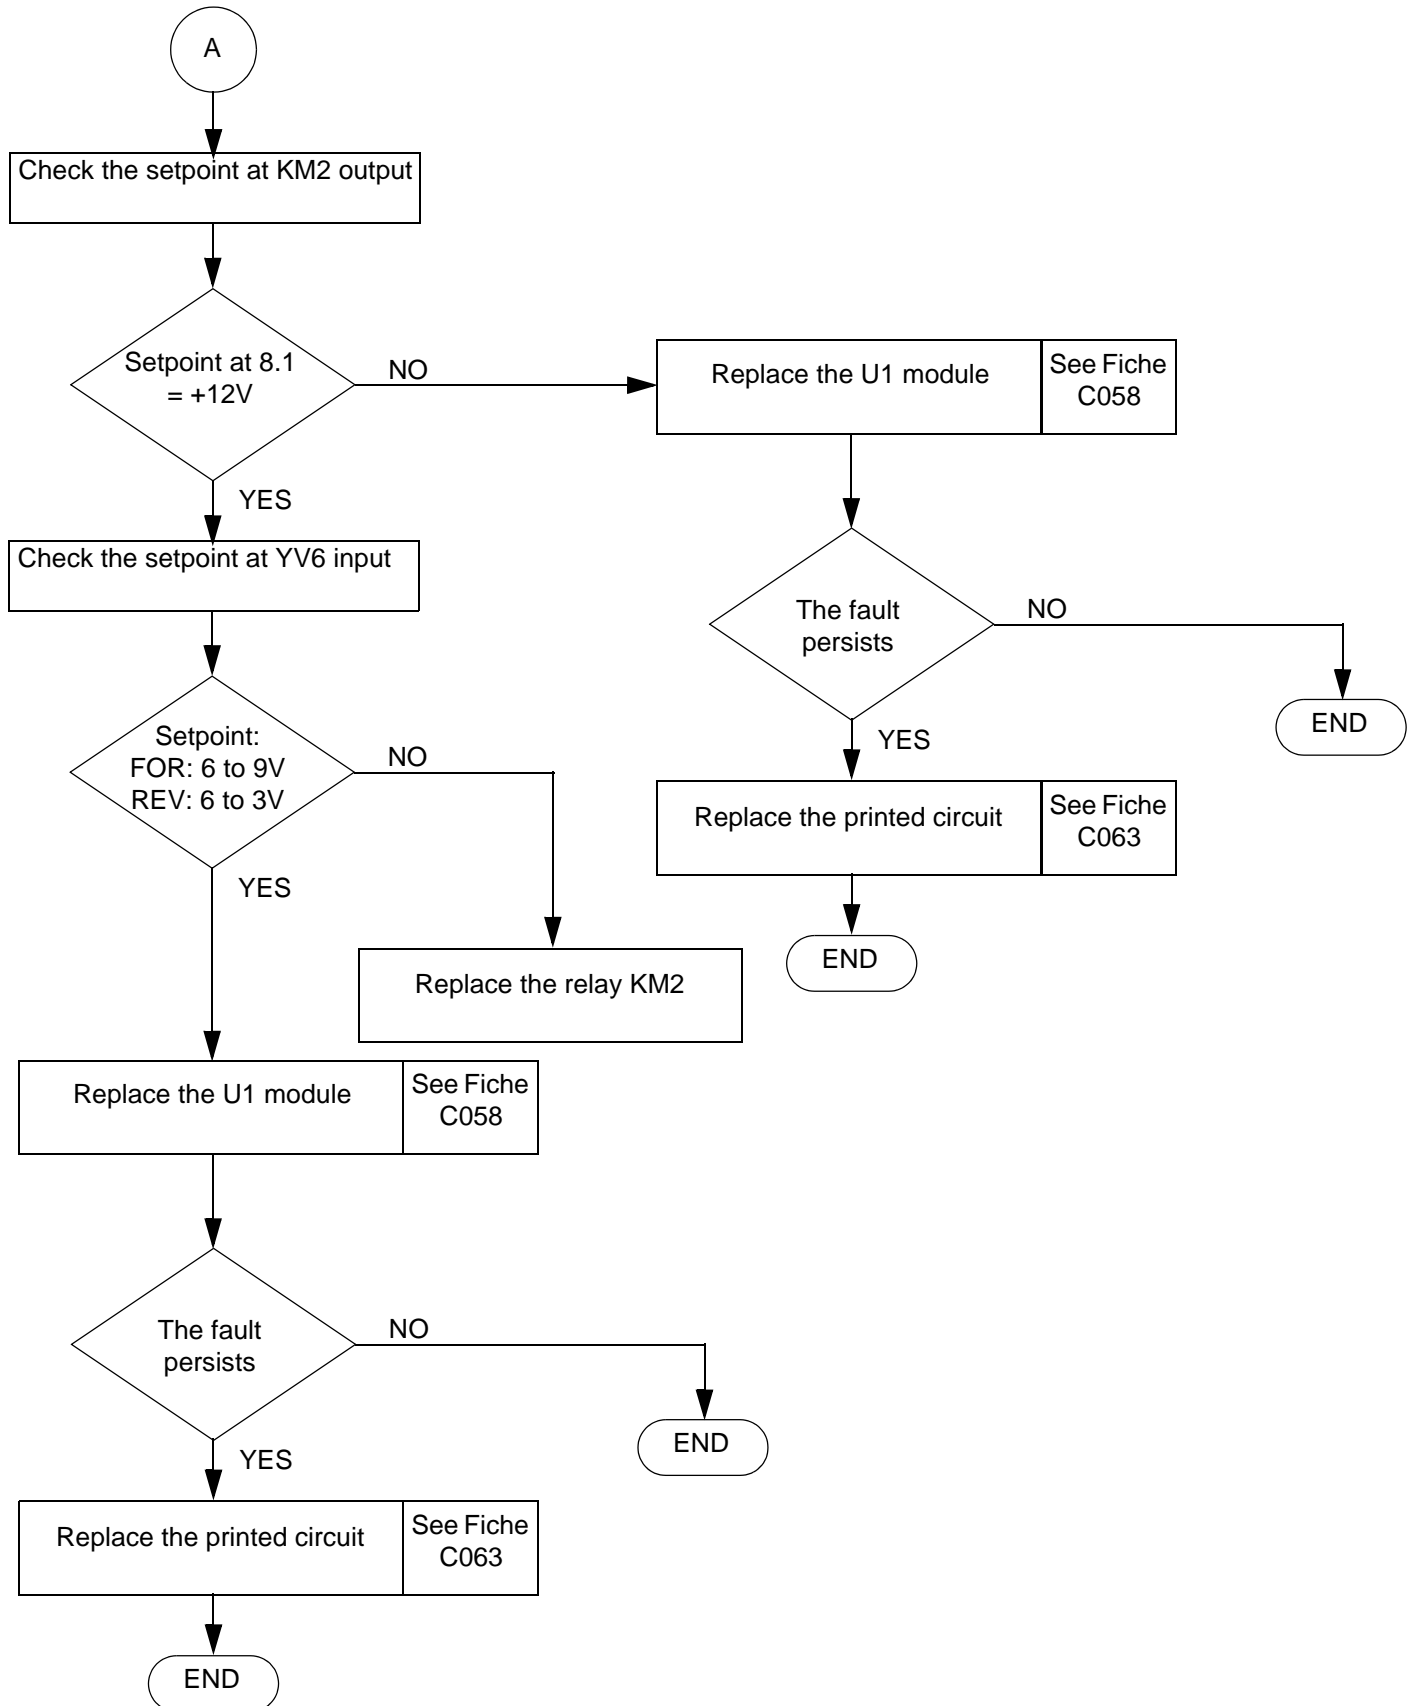 A
Check the setpoint at KM2 output
Setpoint at 8.1
= +12V
NO
Replace the U1 module
See Fiche
C058
YES
Check the setpoint at YV6 input
The fault
persists
NO
END
YES
Setpoint:
FOR: 6 to 9V
REV: 6 to 3V
NO
Replace the printed circuit
See Fiche
C063
YES
END
Replace the relay KM2
Replace the U1 module
See Fiche
C058
The fault
persists
NO
END
YES
Replace the printed circuit
See Fiche
C063
END